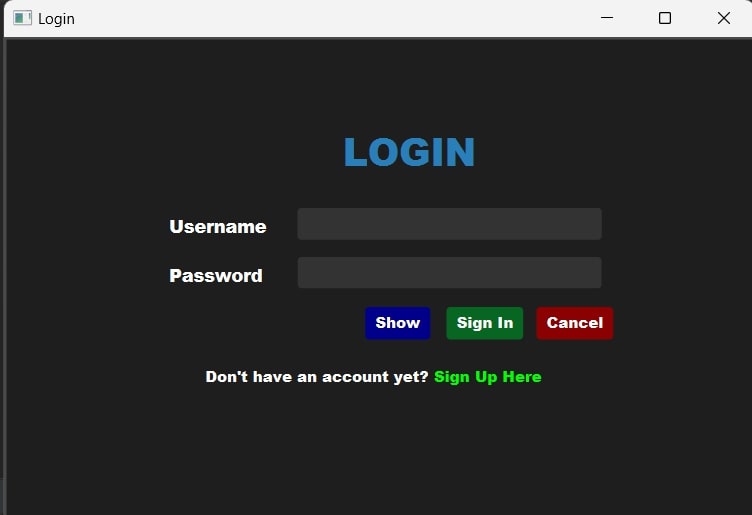 Login
LOGIN
Username
Password
Show Sign In Cancel
Don't have an account yet? Sign Up Here